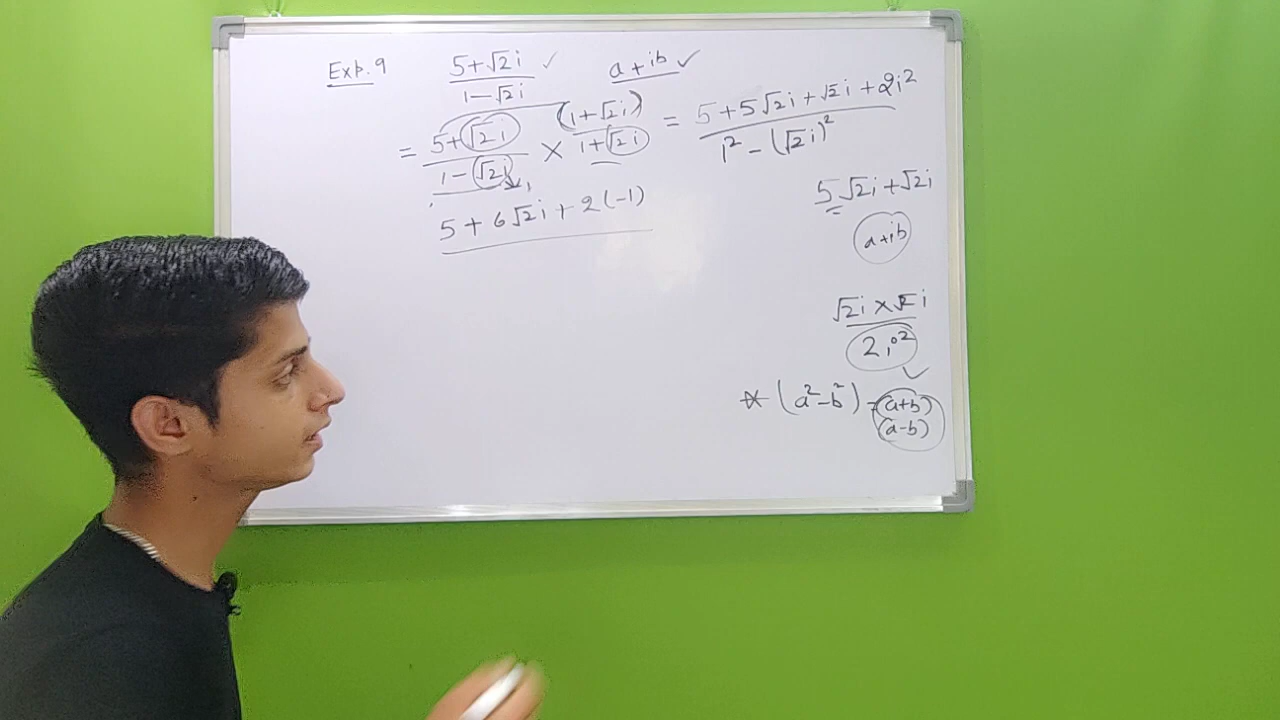 Exp. 9
5+√2i / 1-√2i ✓
a+ib ✓
= 5+√2i / 1-√2i × (1+√2i) / 1+√2i = 5+5√2i+√2i+2i² / 1²-(√2i)²
5+6√2i+2(-1)
5√2i+√2i
a+ib
√2i×√2i
2i²
✓
* (a²-b²) = (a+b)
(a-b)